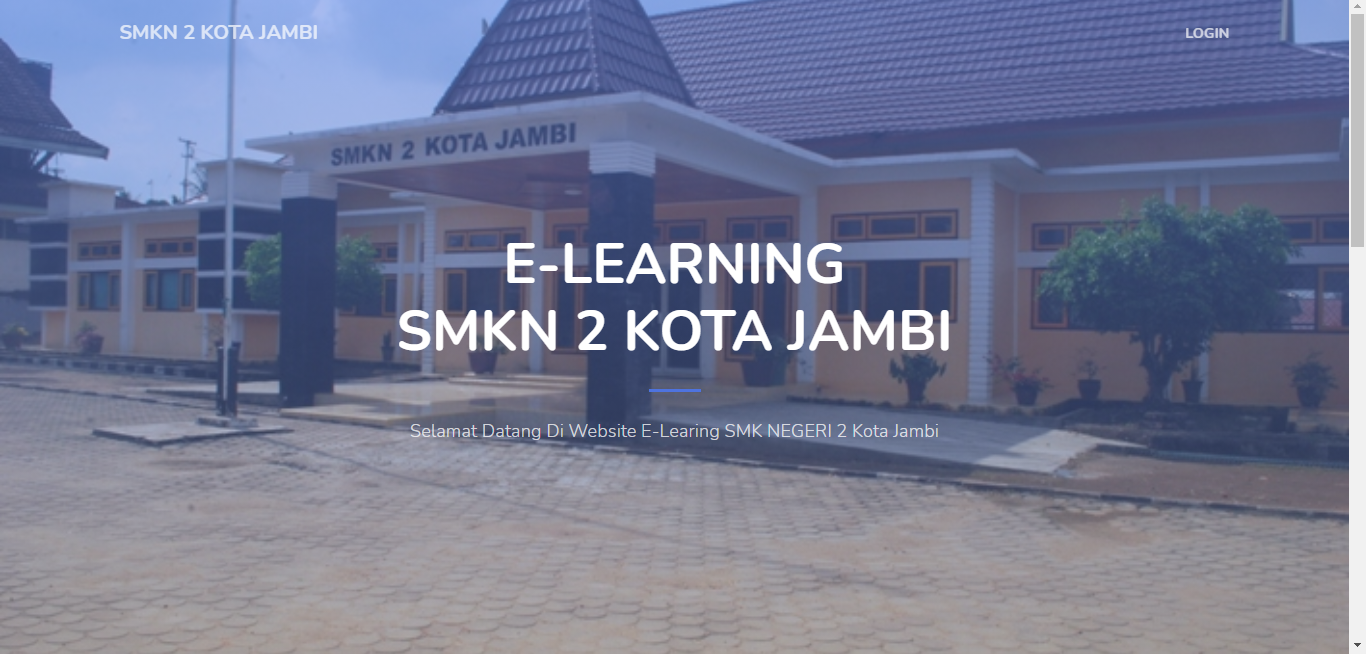 SMKN 2 KOTA JAMBI
LOGIN
SMKN 2 KOTA JAMBI
E-LEARNING
SMKN 2 KOTA JAMBI
Selamat Datang Di Website E-Learing SMK NEGERI 2 Kota Jambi